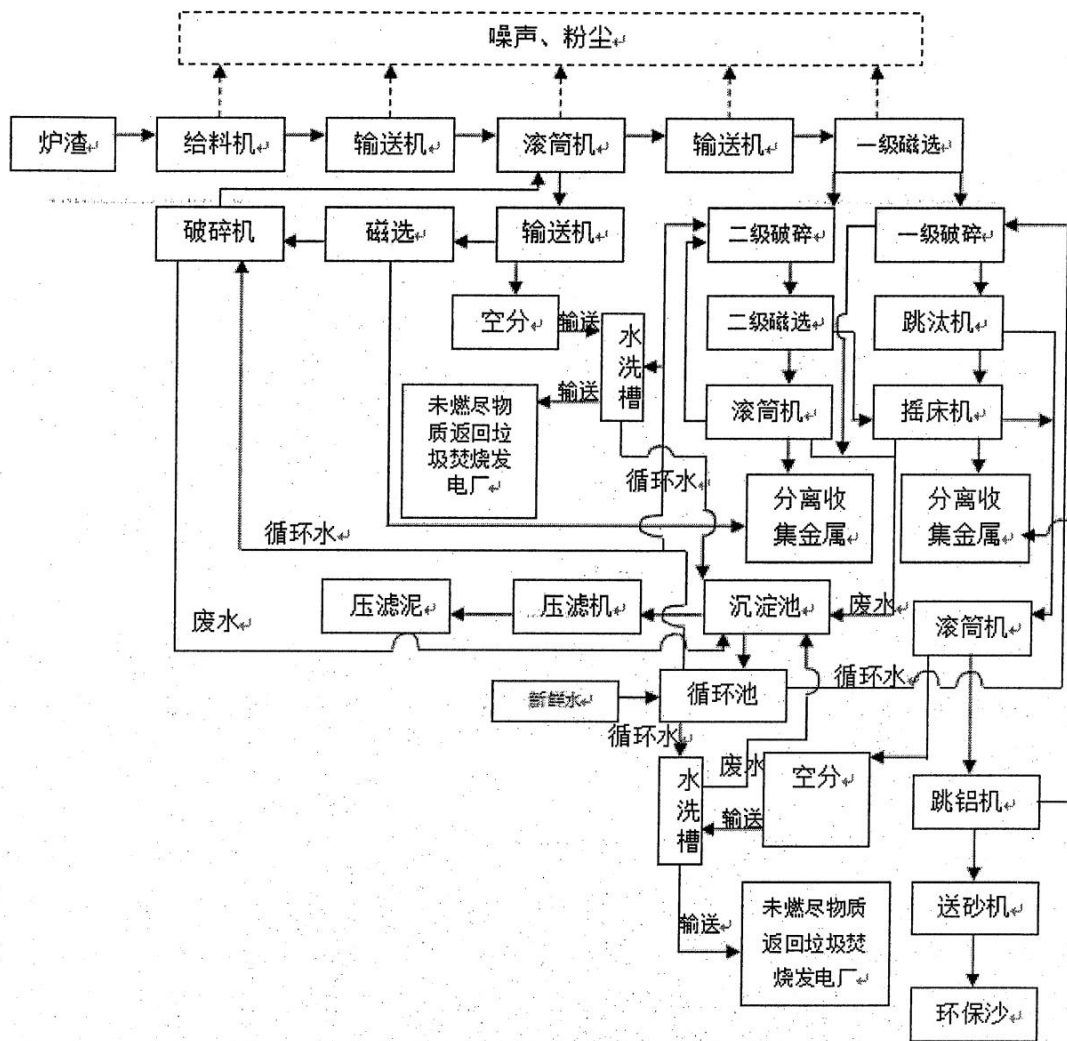 噪声、粉尘
炉渣
给料机
输送机
滚筒机
输送机
一级磁选
破碎机
磁选
输送机
二级破碎
一级破碎
空分
输送
水
洗
槽
二级磁选
跳汰机
未燃尽物
质返回垃
圾焚烧发
电厂
输送
滚筒机
摇床机
循环水
分离收
集金属
分离收
集金属
循环水
压滤泥
压滤机
沉淀池
废水
滚筒机
废水
新鲜水
循环池
循环水
循环水
水
洗
槽
废水
空分
输送
跳铝机
输送
未燃尽物质
返回垃圾焚
烧发电厂
送砂机
环保沙